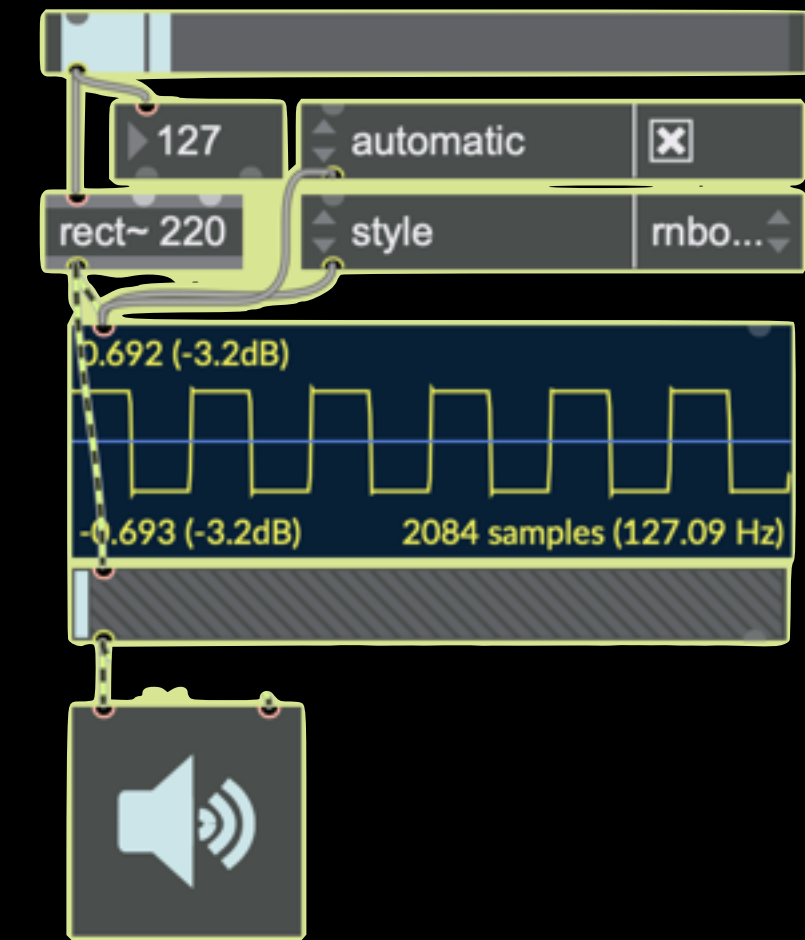 127
automatic
rect~ 220
style
rnbo...
0.692 (-3.2dB)
-0.693 (-3.2dB)
2084 samples (127.09 Hz)